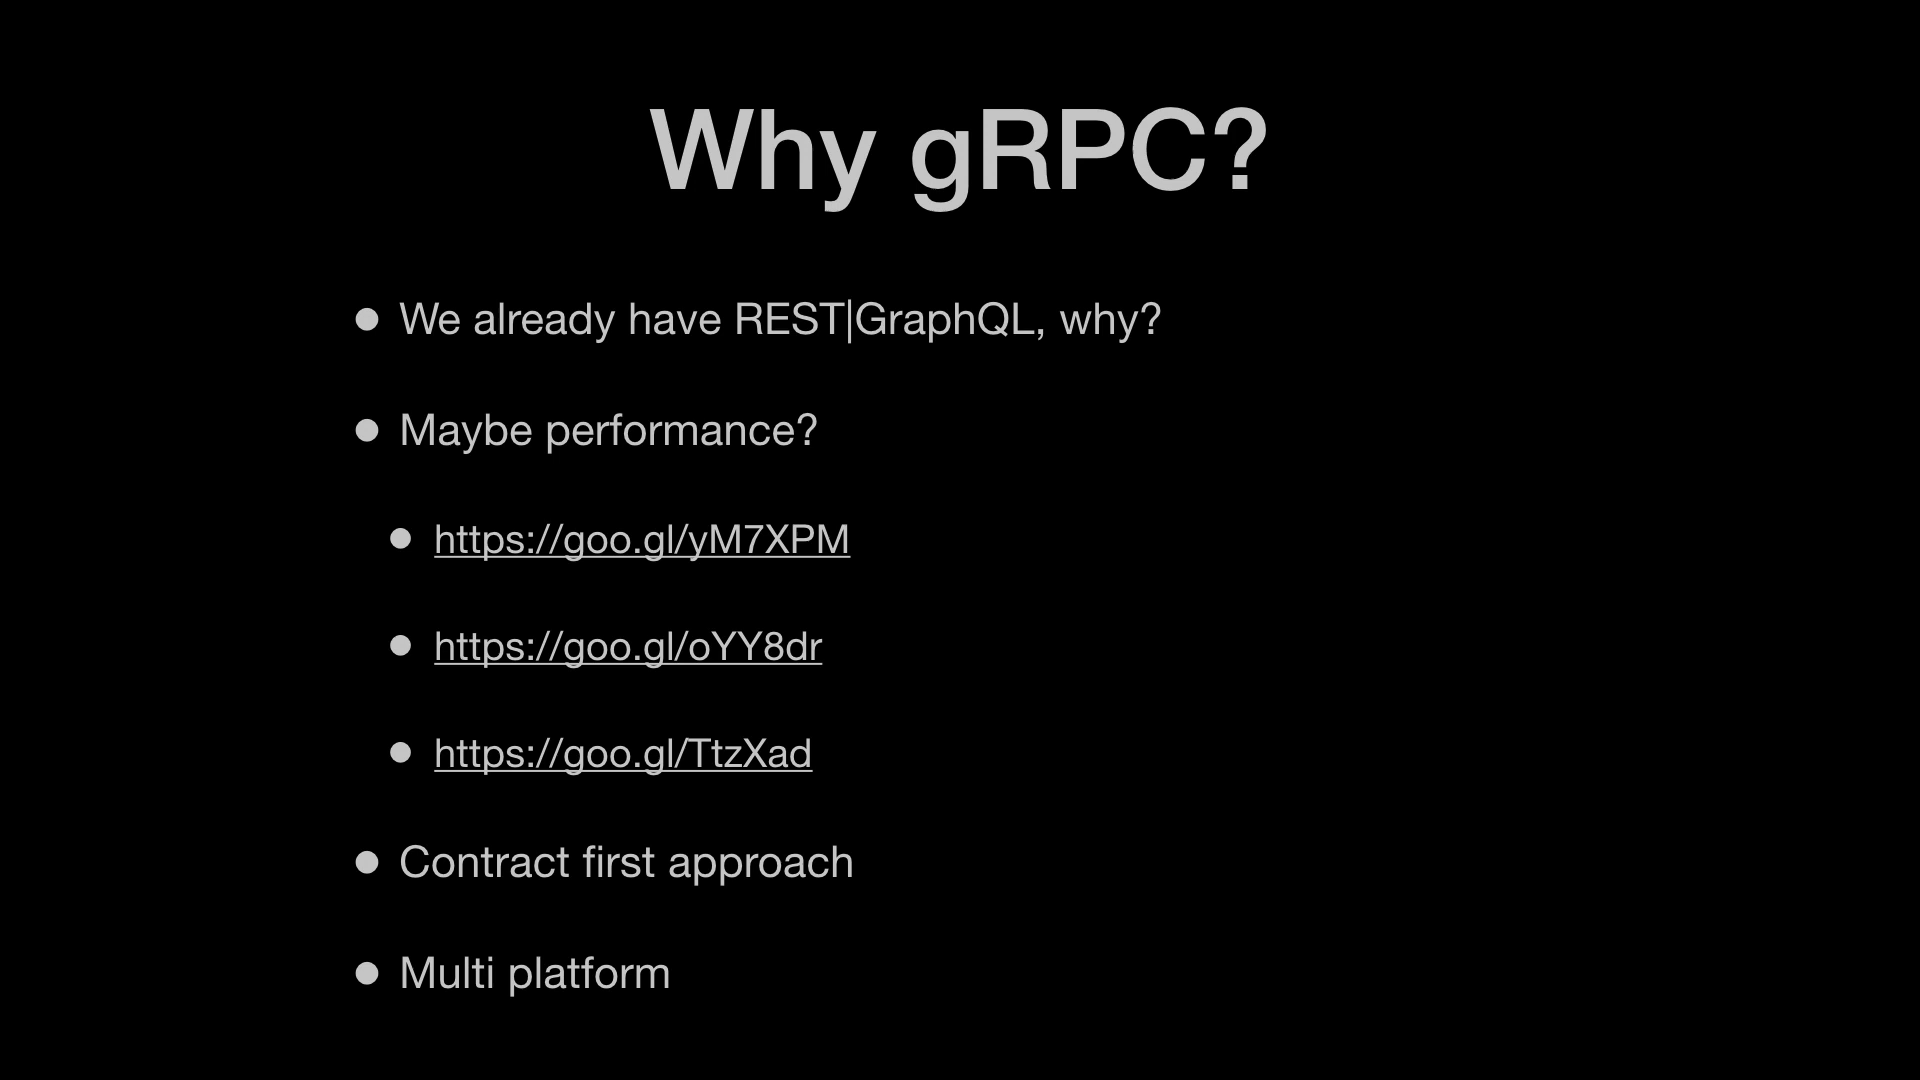 Why gRPC?
We already have REST|GraphQL, why?
Maybe performance?
https://goo.gl/yM7XPM
https://goo.gl/oYY8dr
https://goo.gl/TtzXad
Contract first approach
Multi platform